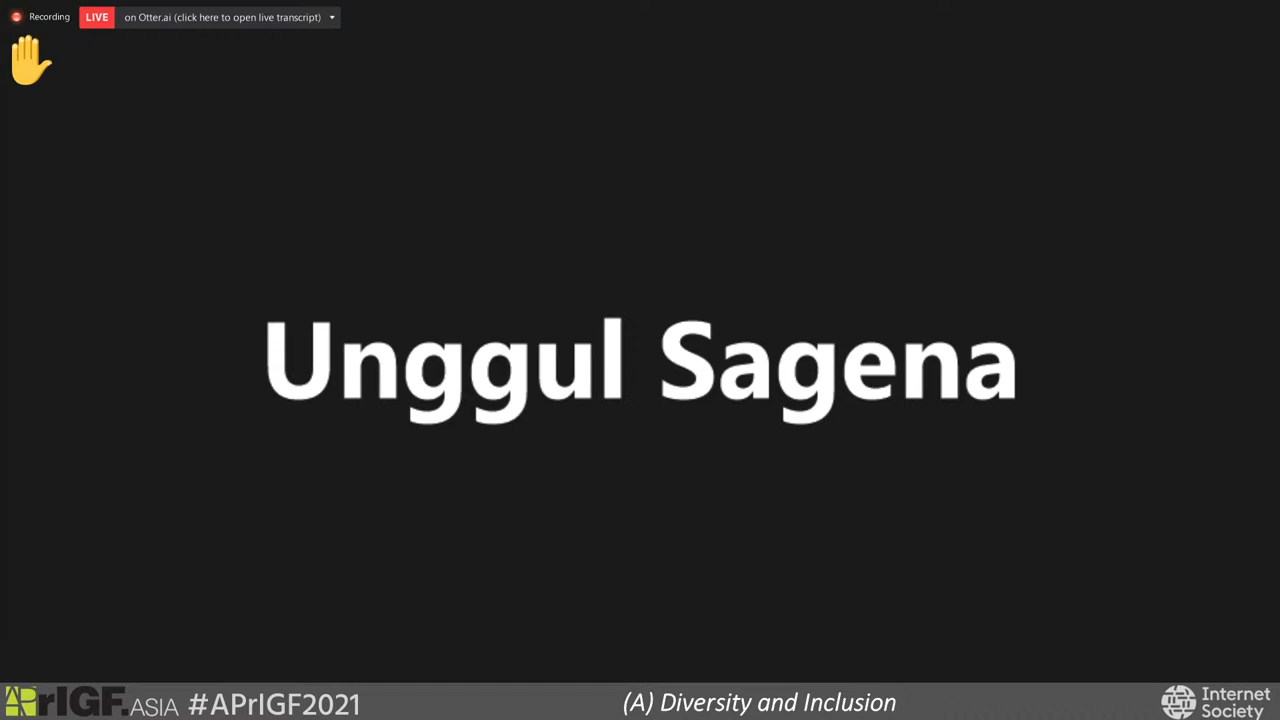 Recording LIVE on Otter.ai (click here to open live transcript)
Unggul Sagena
APrIGF.ASIA #APrIGF2021 (A) Diversity and Inclusion Internet
Society